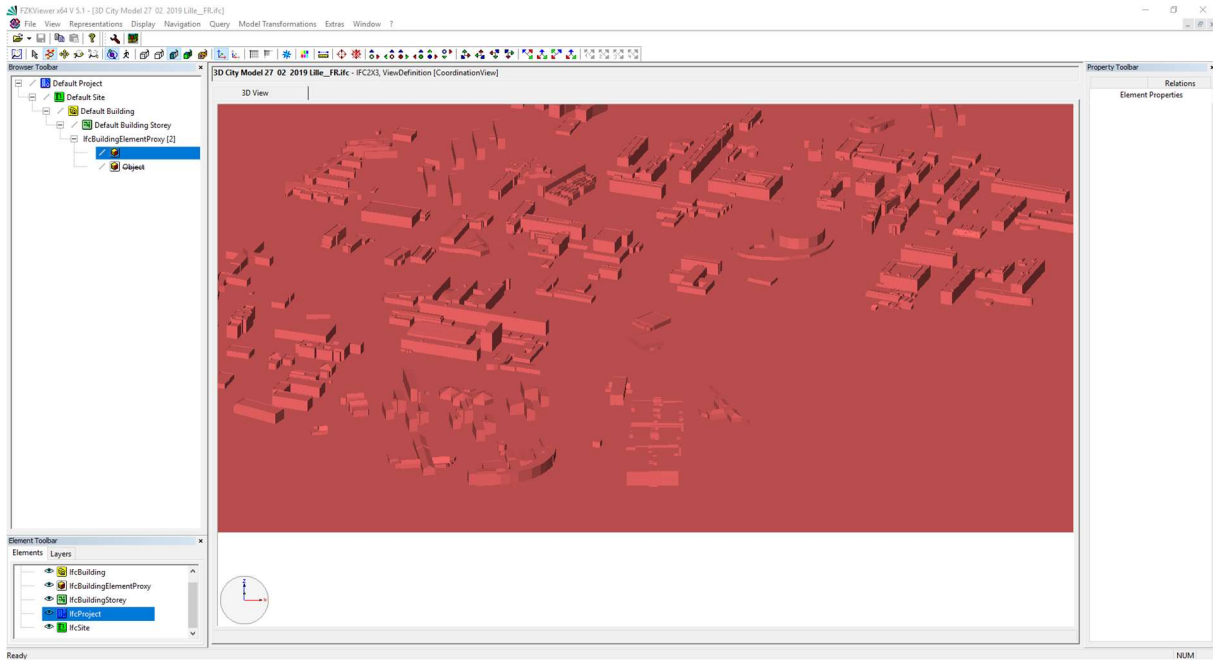 FZKViewer x64 V 5.1 - [3D City Model 27 02 2019 Lille_FR.ifc]
File View Representations Display Navigation Query Model Transformations Extras Window ?
Browser Toolbar
Default Project
Default Site
Default Building
Default Building Storey
IfcBuildingElementProxy [2]
Object
3D City Model 27 02 2019 Lille_FR.ifc - IFC2X3, ViewDefinition [CoordinationView]
3D View
Property Toolbar
Relations
Element Properties
Element Toolbar
Elements Layers
IfcBuilding
IfcBuildingElementProxy
IfcBuildingStorey
IfcProject
IfcSite
Z
Ready
NUM